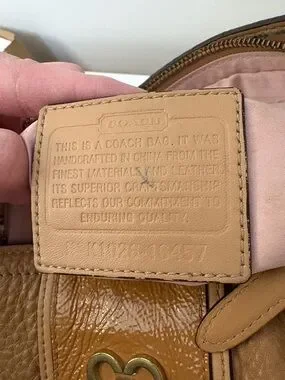 COACH
THIS IS A COACH BAG. IT WAS
HANDCRAFTED IN CHINA FROM THE
FINEST MATERIALS AND LEATHER.
ITS SUPERIOR CRAFTSMANSHIP
REFLECTS OUR COMMITMENT TO
ENDURING QUALITY.